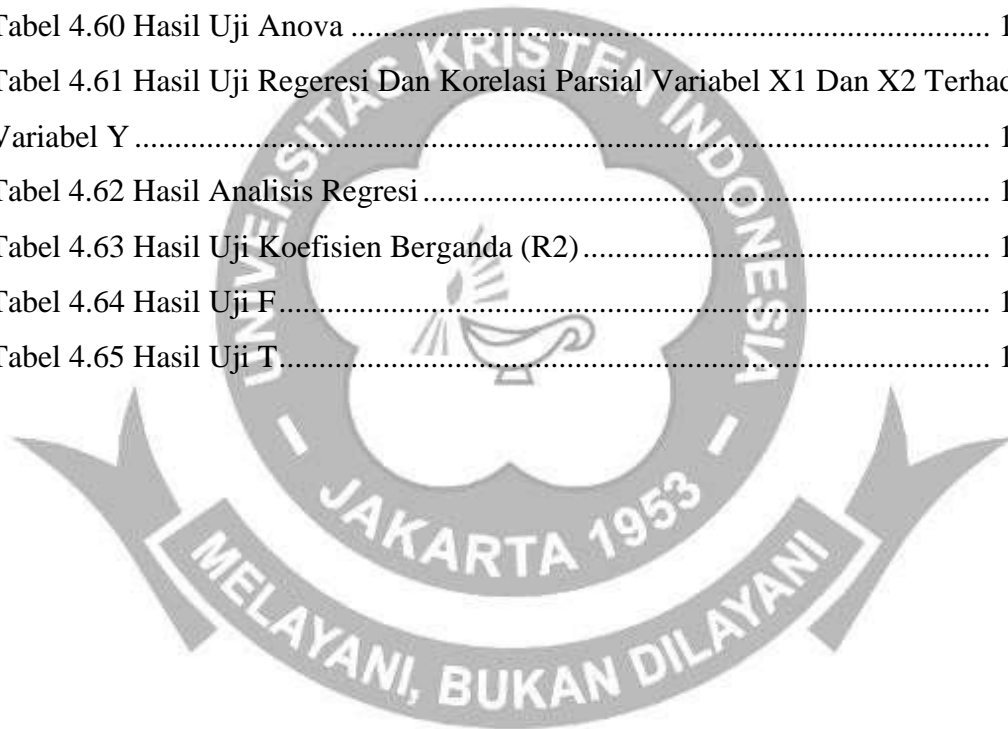 Tabel 4.60 Hasil Uji Anova ........ 1
Tabel 4.61 Hasil Uji Regeresi Dan Korelasi Parsial Variabel X1 Dan X2
Variabel Y ........ 1
Tabel 4.62 Hasil Analisis Regresi ........ 1
Tabel 4.63 Hasil Uji Koefisien Berganda (R2) ........ 1
Tabel 4.64 Hasil Uji F ........ 1
Tabel 4.65 Hasil Uji T ........ 1
UNIVERSITAS KRISTEN INDONESIA
- JAKARTA 1953 -
MELAYANI, BUKAN DILAYANI